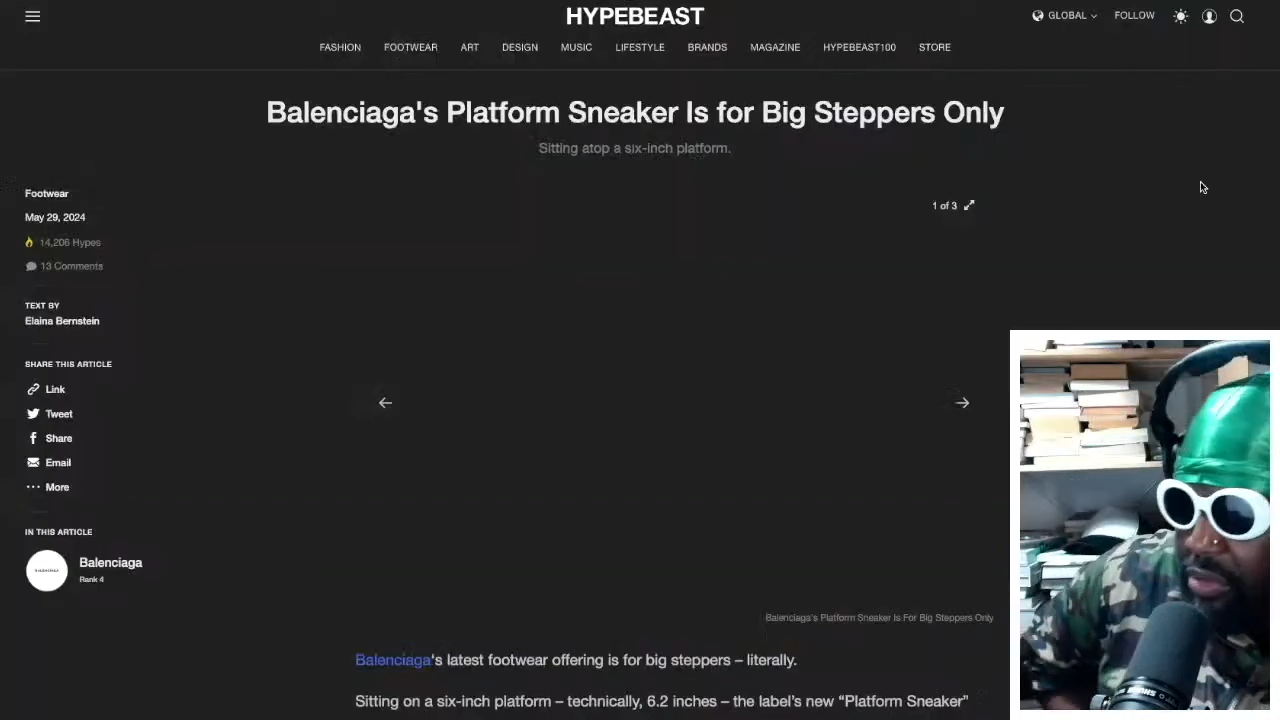 HYPEBEAST
GLOBAL
FOLLOW
FASHION FOOTWEAR ART DESIGN MUSIC LIFESTYLE BRANDS MAGAZINE HYPEBEAST100 STORE
Balenciaga's Platform Sneaker Is for Big Steppers Only
Sitting atop a six-inch platform.
Footwear
May 29, 2024
14,206 Hypes
13 Comments
TEXT BY
Elaina Bernstein
SHARE THIS ARTICLE
Link
Tweet
Share
Email
More
IN THIS ARTICLE
BALENCIAGA
Balenciaga
Rank 4
1 of 3
Balenciaga's Platform Sneaker Is For Big Steppers Only
Balenciaga's latest footwear offering is for big steppers – literally.
Sitting on a six-inch platform – technically, 6.2 inches – the label's new “Platform Sneaker”